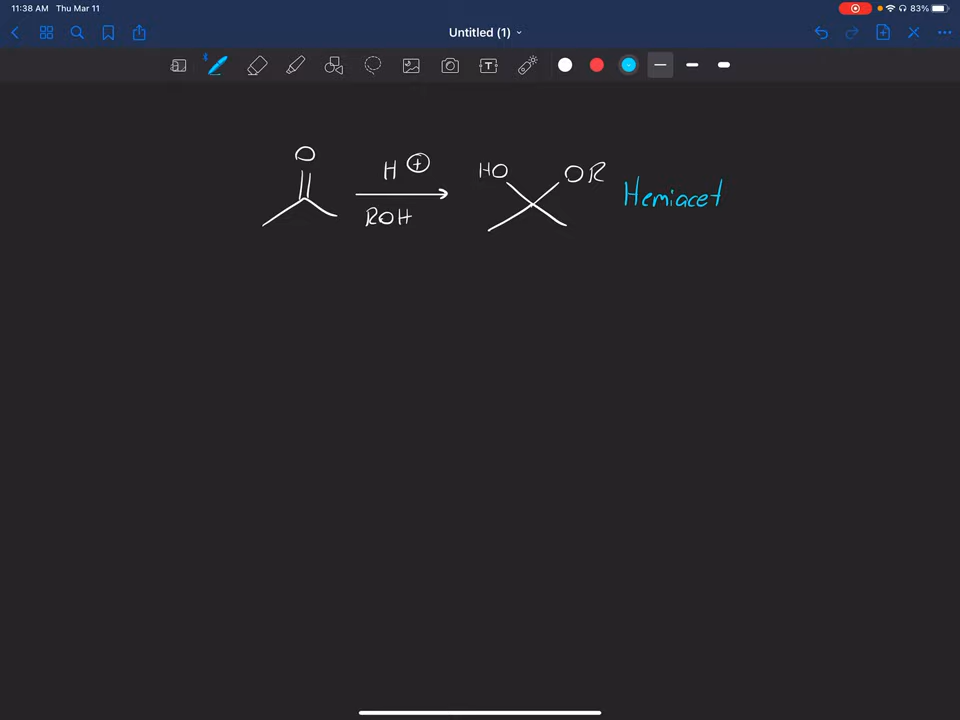 11:38 AM Thu Mar 11
83%
Untitled (1)
T
O
H +
ROH
HO
OR
Hemiacet